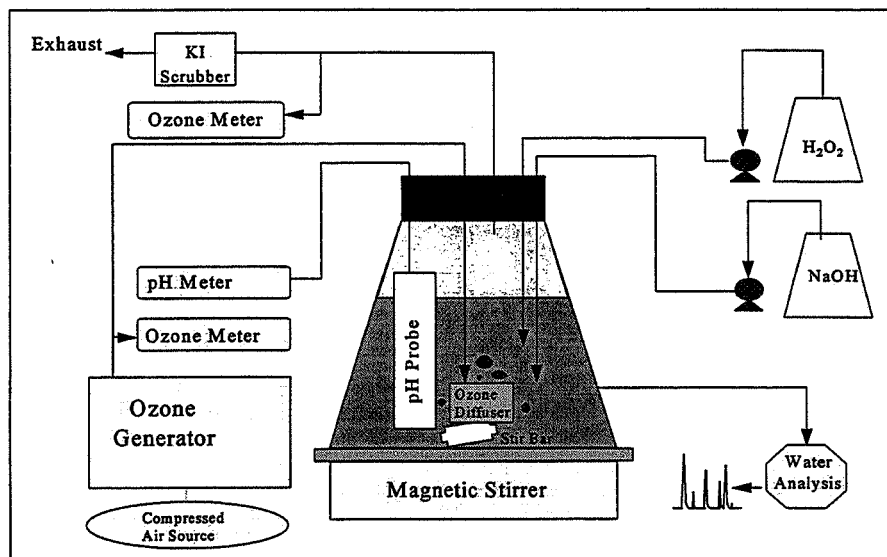 Exhaust
KI
Scrubber
Ozone Meter
H₂O₂
NaOH
pH Meter
Ozone Meter
pH Probe
Ozone
Diffuser
Stir Bar
Ozone
Generator
Magnetic Stirrer
Water
Analysis
Compressed
Air Source